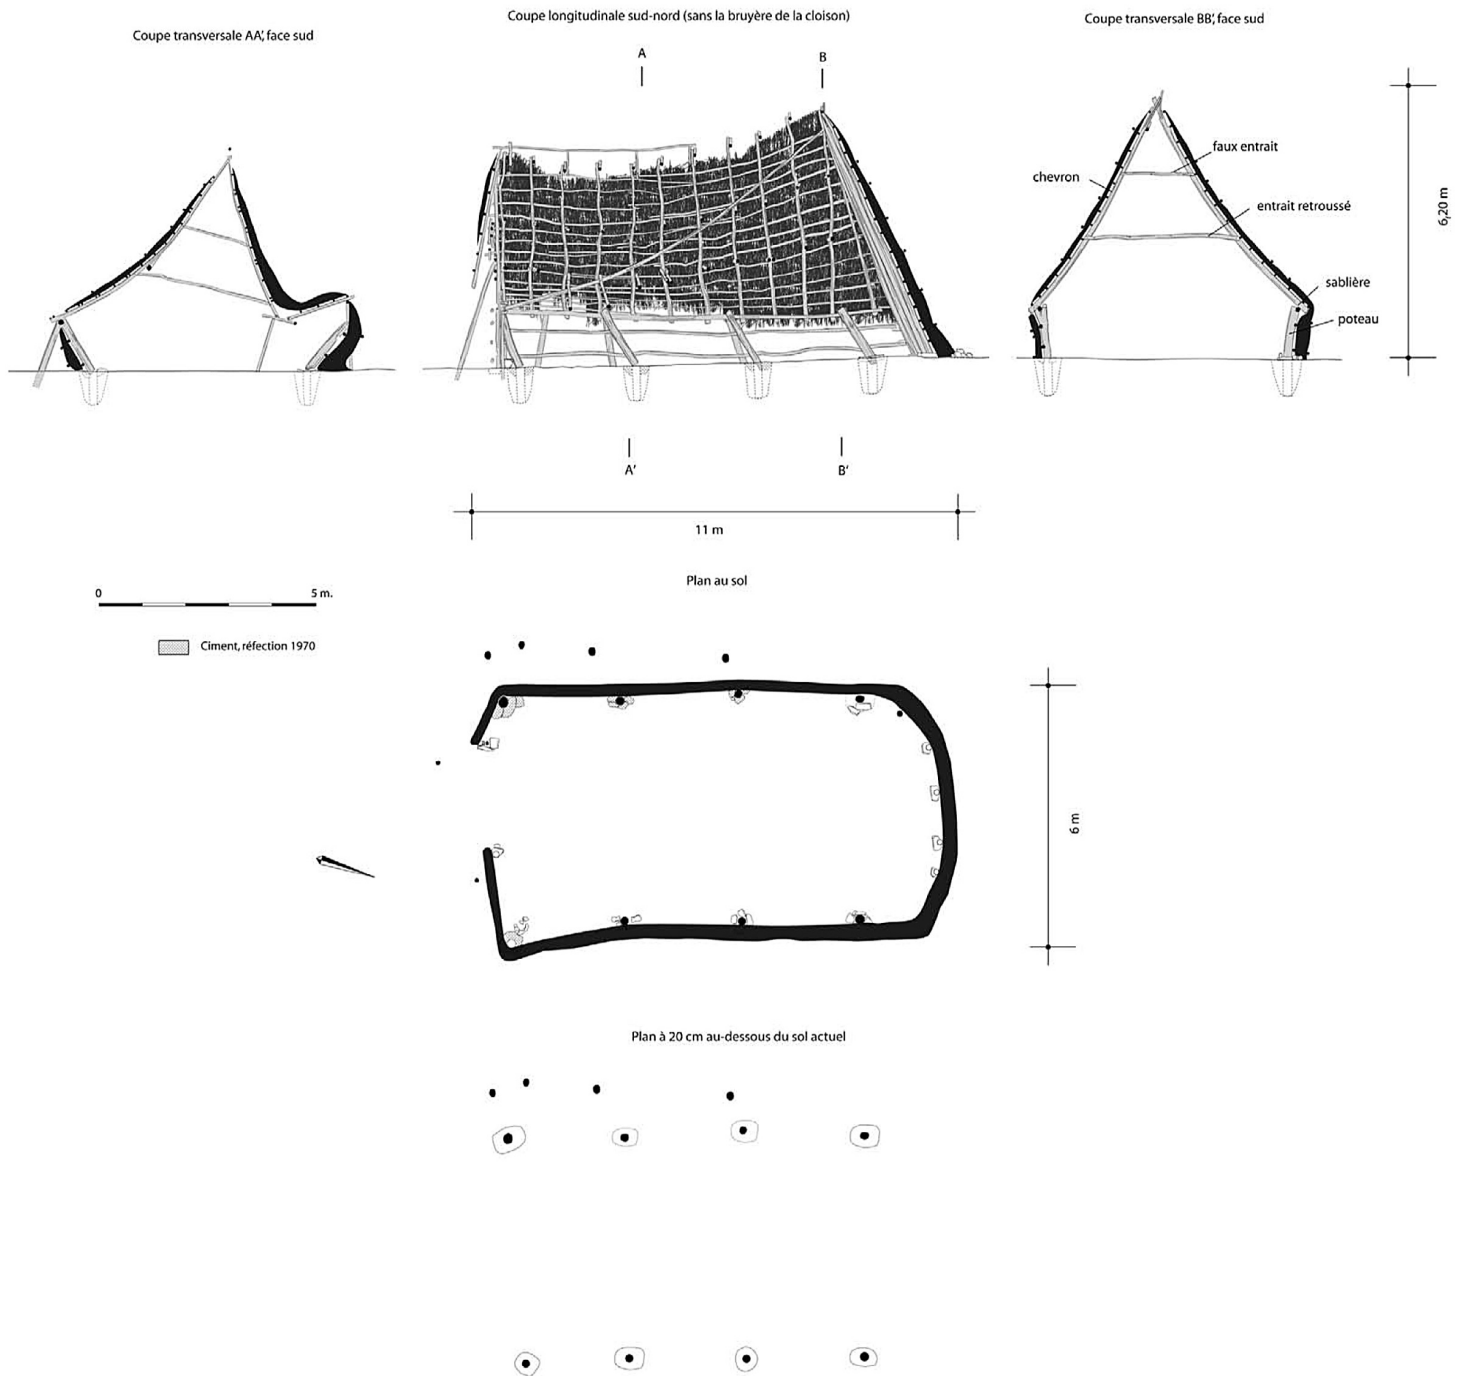 Coupe transversale AA', face sud
Coupe longitudinale sud-nord (sans la bruyère de la cloison)
Coupe transversale BB', face sud
A
B
faux entrait
chevron
entrait retroussé
sablière
poteau
6,20 m
A'
B'
11 m
Plan au sol
0
5 m.
Ciment, réfection 1970
6 m
Plan à 20 cm au-dessous du sol actuel